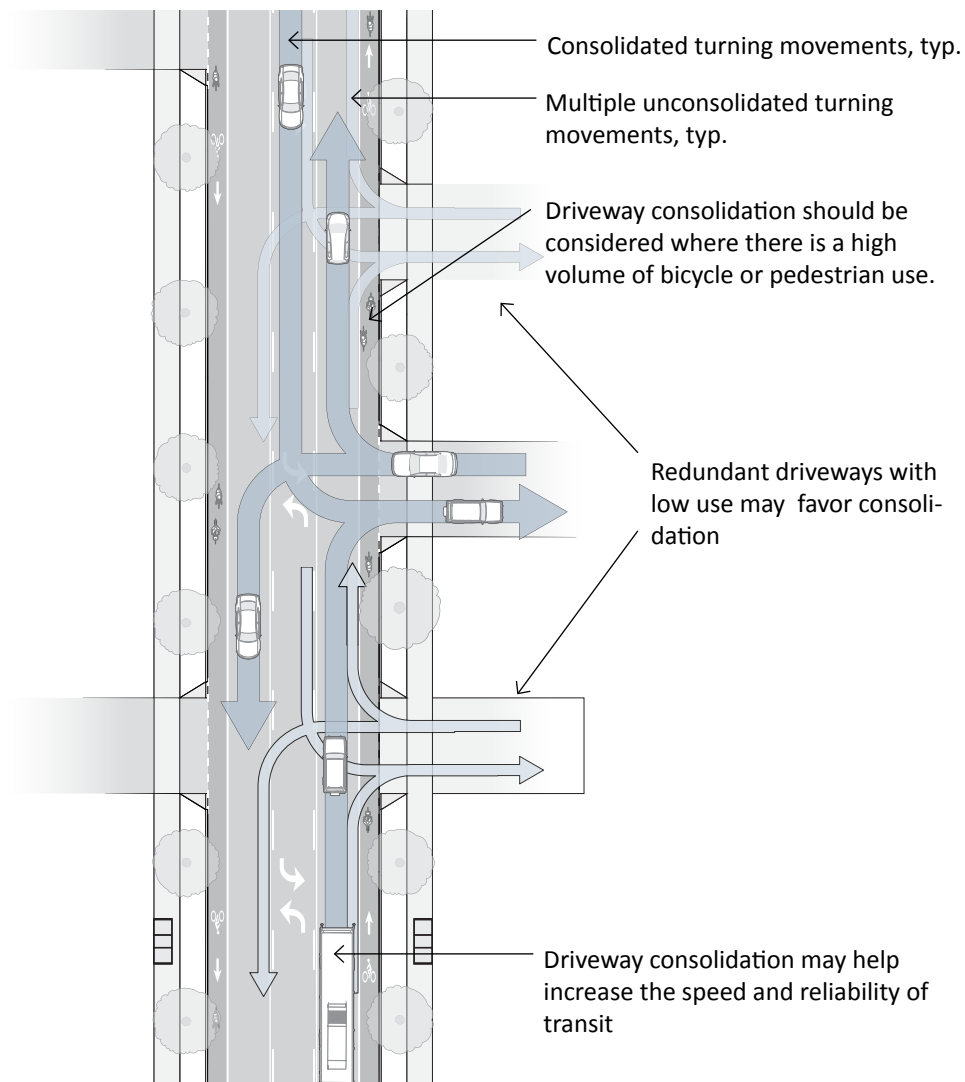 Consolidated turning movements, typ.
Multiple unconsolidated turning
movements, typ.
Driveway consolidation should be
considered where there is a high
volume of bicycle or pedestrian use.
Redundant driveways with
low use may  favor consoli-
dation
Driveway consolidation may help
increase the speed and reliability of
transit